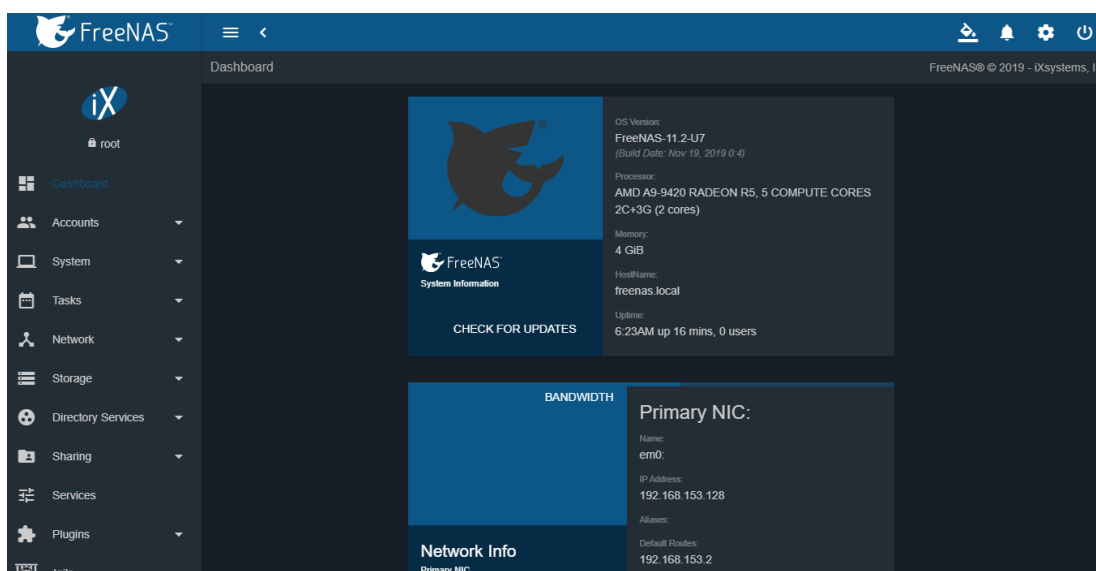 FreeNAS
Dashboard
FreeNAS® © 2019 - iXsystems, I
iX
root
Dashboard
Accounts
System
Tasks
Network
Storage
Directory Services
Sharing
Services
Plugins
OS Version:
FreeNAS-11.2-U7
(Build Date: Nov 19, 2019 0:4)
Processor:
AMD A9-9420 RADEON R5, 5 COMPUTE CORES
2C+3G (2 cores)
Memory:
4 GiB
HostName:
freenas.local
Uptime:
6:23AM up 16 mins, 0 users
FreeNAS
System Information
CHECK FOR UPDATES
BANDWIDTH
Primary NIC:
Name:
em0:
IP Address:
192.168.153.128
Aliases:
Default Routes:
192.168.153.2
Network Info
Primary NIC